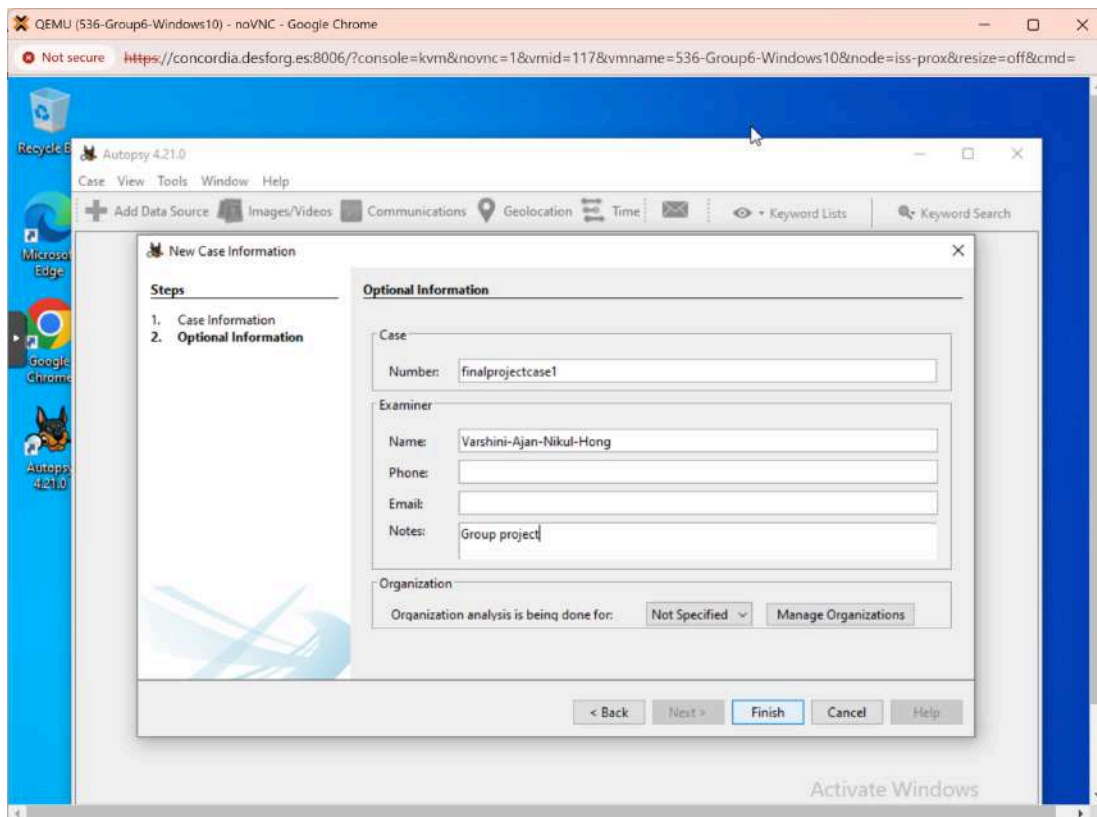 QEMU (536-Group6-Windows10) - noVNC - Google Chrome
Not secure https://concordia.desforg.es:8006/?console=kvm&novnc=1&vmid=117&vmname=536-Group6-Windows10&node=iss-prox&resize=off&cmd=
Recycle B
Autopsy 4.21.0
Case View Tools Window Help
Add Data Source Images/Videos Communications Geolocation Time Keyword Lists Keyword Search
Microsof
Edge
New Case Information
Steps
1. Case Information
2. Optional Information
Optional Information
Case
Number: finalprojectcase1
Examiner
Name: Varshini-Ajan-Nikul-Hong
Phone:
Email:
Notes: Group project
Organization
Organization analysis is being done for: Not Specified Manage Organizations
< Back Next > Finish Cancel Help
Google
Chrome
Autops
4.21.0
Activate Windows